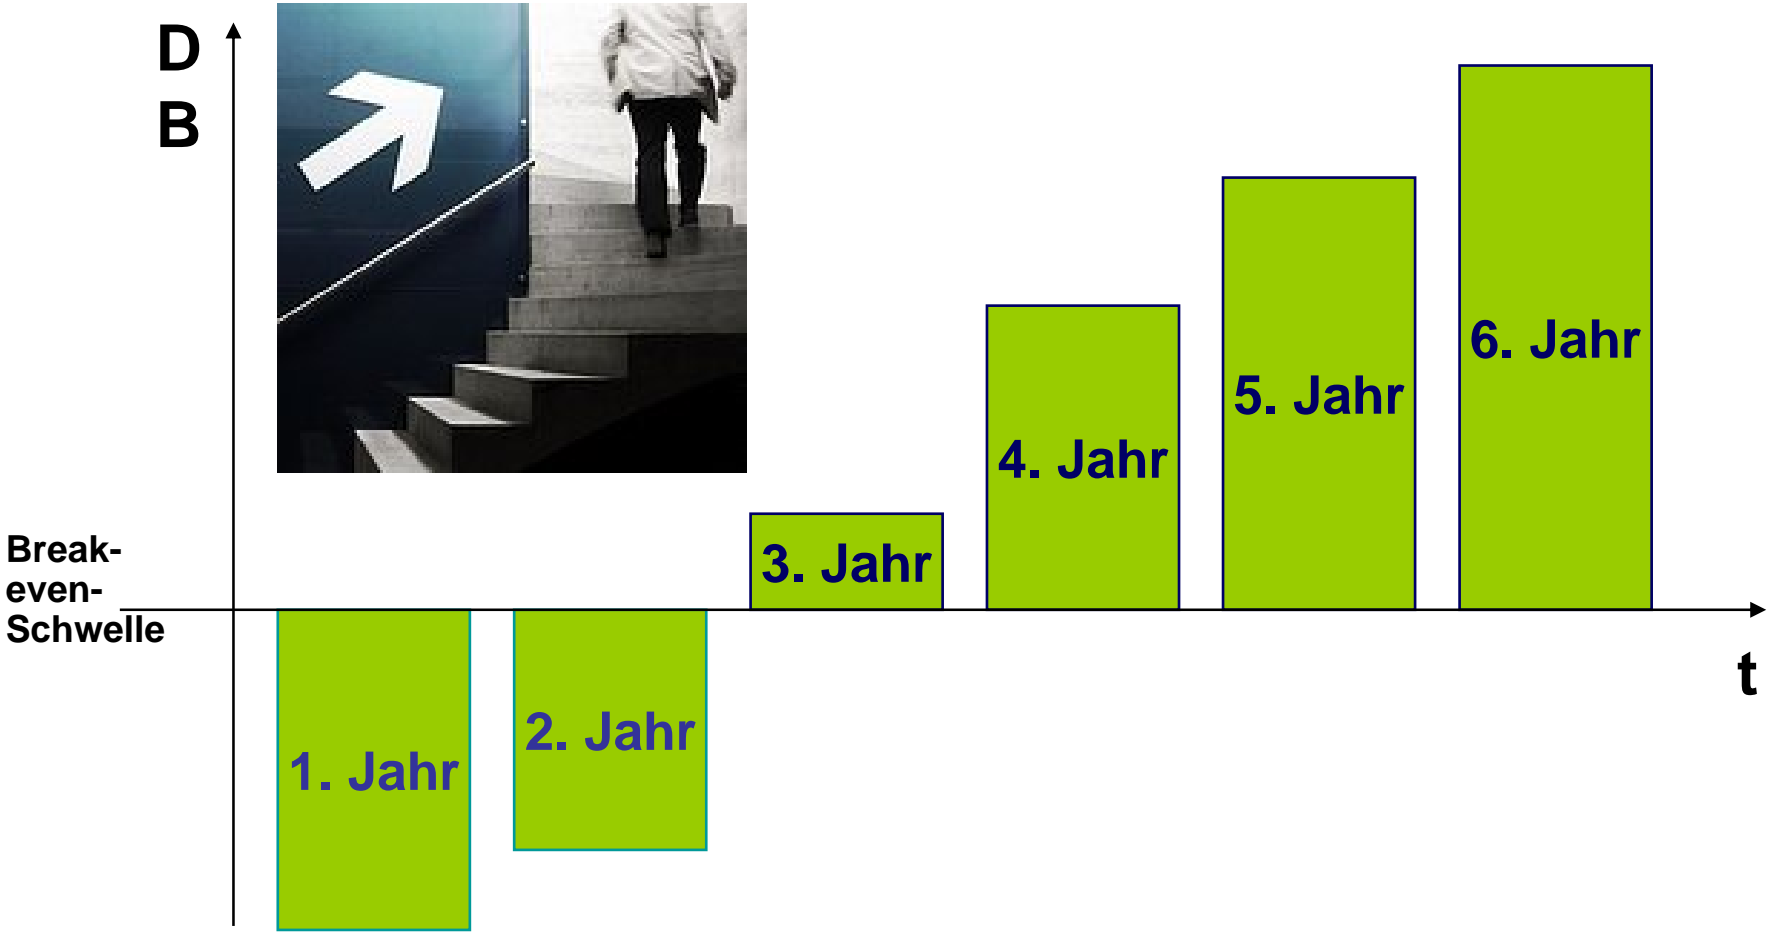 D
B
6. Jahr
5. Jahr
4. Jahr
3. Jahr
Break-
even-
Schwelle
t
2. Jahr
1. Jahr